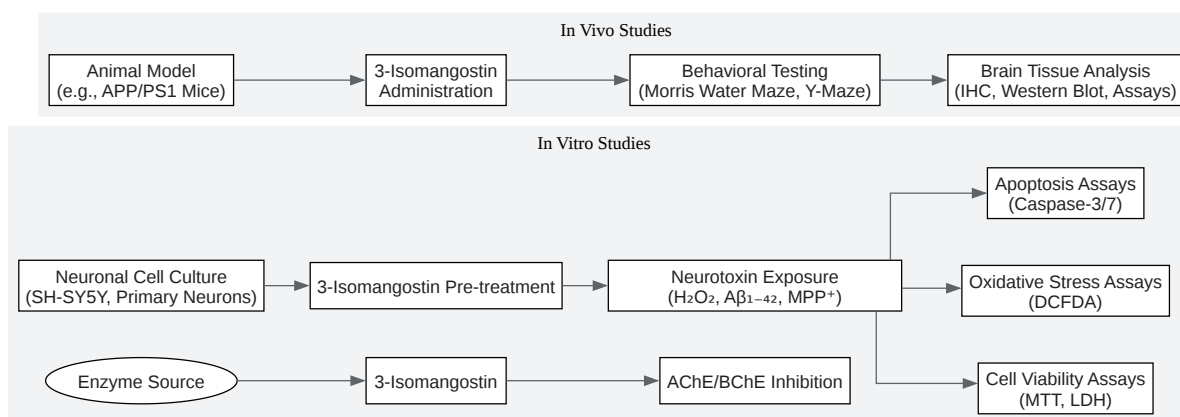 In Vivo Studies
Animal Model
(e.g., APP/PS1 Mice)
3-Isomangostin
Administration
Behavioral Testing
(Morris Water Maze, Y-Maze)
Brain Tissue Analysis
(IHC, Western Blot, Assays)
In Vitro Studies
Apoptosis Assays
(Caspase-3/7)
Neuronal Cell Culture
(SH-SY5Y, Primary Neurons)
3-Isomangostin Pre-treatment
Neurotoxin Exposure
(H₂O₂, Aβ₁₋₄₂, MPP⁺)
Oxidative Stress Assays
(DCFDA)
Enzyme Source
3-Isomangostin
AChE/BChE Inhibition
Cell Viability Assays
(MTT, LDH)